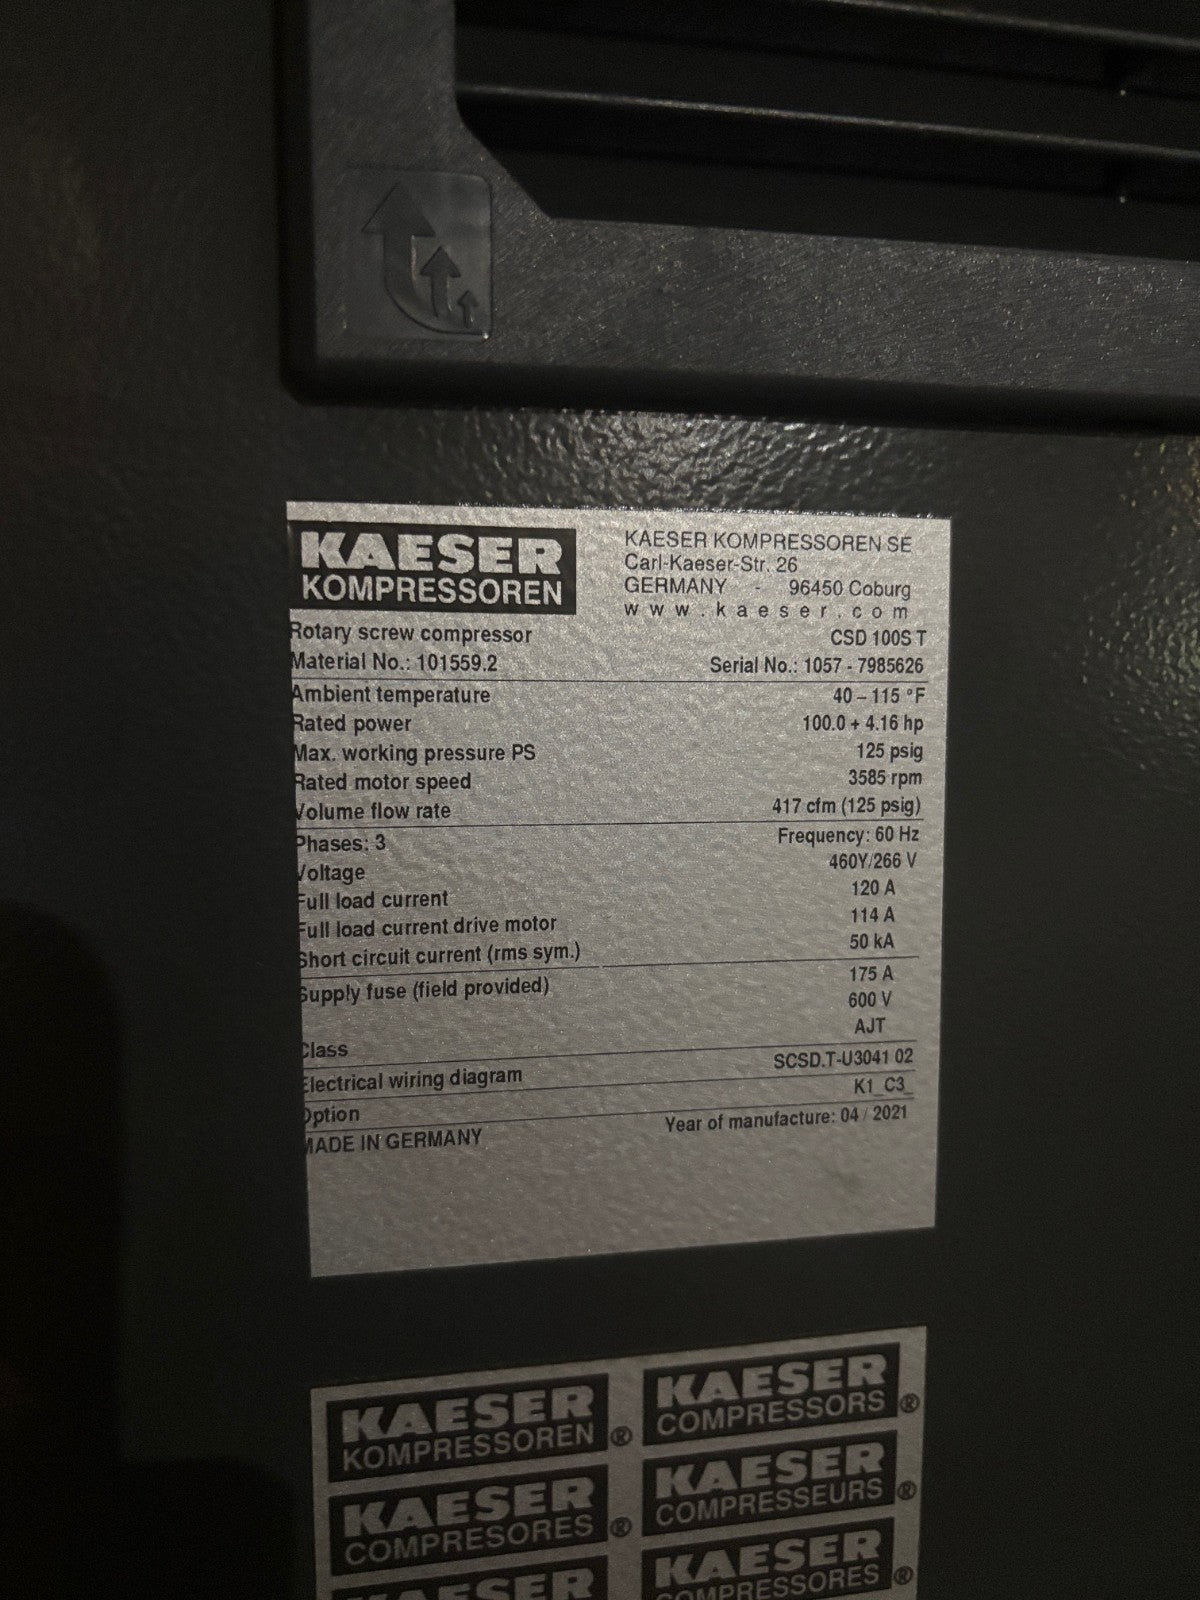 KAESER
KOMPRESSOREN
KAESER KOMPRESSOREN SE
Carl-Kaeser-Str. 26
GERMANY - 96450 Coburg
www.kaeser.com
Rotary screw compressor CSD 100S T
Material No.: 101559.2 Serial No.: 1057 - 7985626
Ambient temperature 40 – 115 °F
Rated power 100.0 + 4.16 hp
Max. working pressure PS 125 psig
Rated motor speed 3585 rpm
Volume flow rate 417 cfm (125 psig)
Phases: 3 Frequency: 60 Hz
Voltage 460Y/266 V
Full load current 120 A
Full load current drive motor 114 A
Short circuit current (rms sym.) 50 kA
Supply fuse (field provided) 175 A
600 V
Class AJT
Electrical wiring diagram SCSD.T-U3041 02
Option K1_C3_
MADE IN GERMANY Year of manufacture: 04 / 2021
KAESER KAESER
KOMPRESSOREN ® COMPRESSORS ®
KAESER KAESER
COMPRESORES ® COMPRESSEURS ®
KAESER KAESER
COMPRESSORES ®